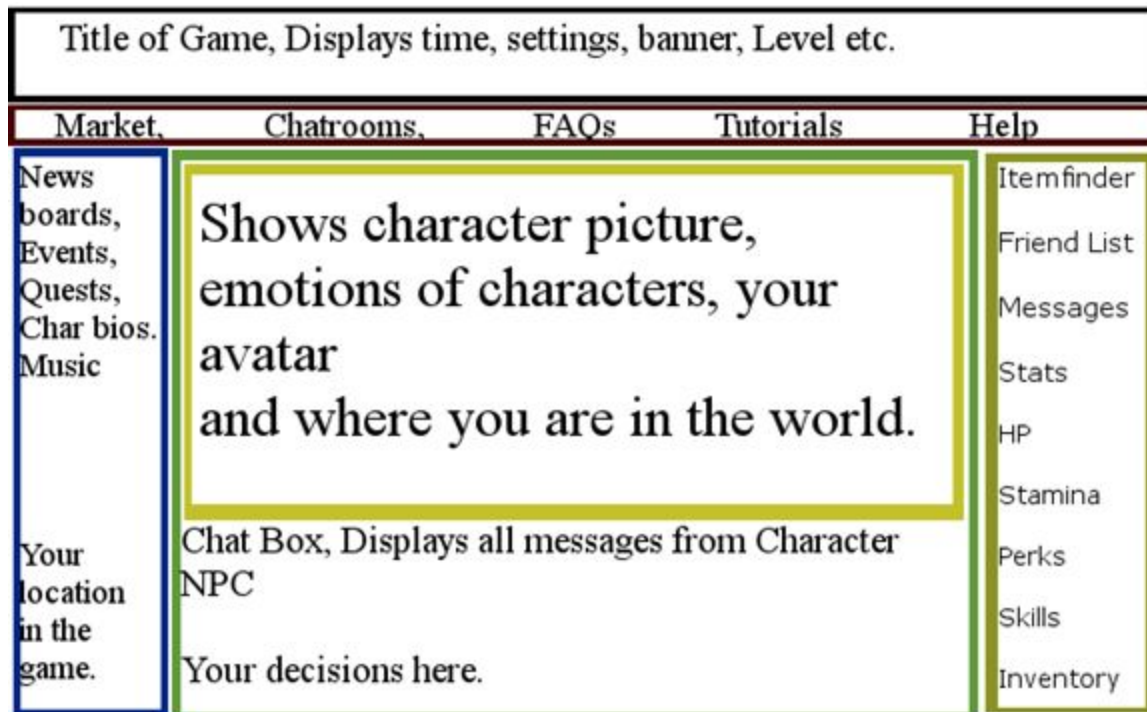 Title of Game, Displays time, settings, banner, Level etc.
Market, Chatrooms, FAQs Tutorials Help
News
boards,
Events,
Quests,
Char bios.
Music
Your
location
in the
game.
Shows character picture,
emotions of characters, your
avatar
and where you are in the world.
Chat Box, Displays all messages from Character
NPC
Your decisions here.
Itemfinder
Friend List
Messages
Stats
HP
Stamina
Perks
Skills
Inventory